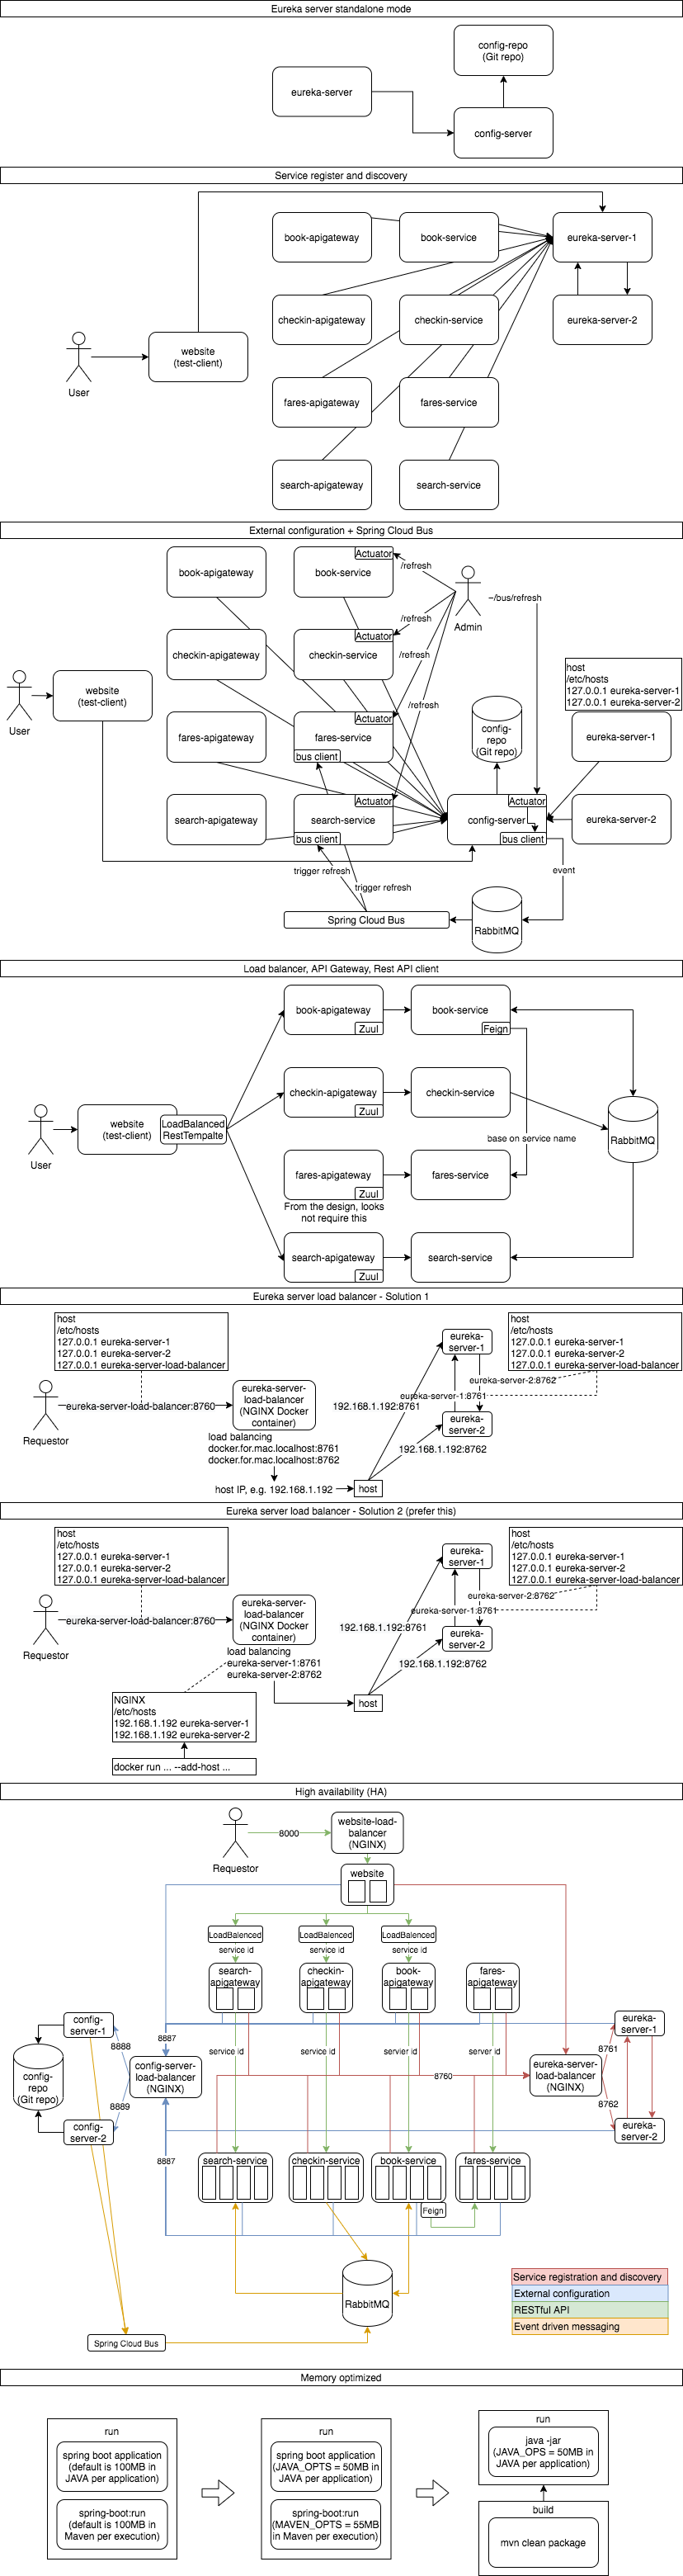 Eureka server standalone mode
config-repo
(Git repo)
eureka-server
config-server
Service register and discovery
book-apigateway
book-service
eureka-server-1
checkin-apigateway
checkin-service
eureka-server-2
website
(test-client)
User
fares-apigateway
fares-service
search-apigateway
search-service
External configuration + Spring Cloud Bus
Actuator
book-apigateway
book-service
/refresh
~/bus/refresh
Admin
/refresh
Actuator
checkin-apigateway
checkin-service
/refresh
host
/etc/hosts
127.0.0.1 eureka-server-1
127.0.0.1 eureka-server-2
website
(test-client)
User
/refresh
Actuator
fares-apigateway
fares-service
bus client
config-
repo
(Git repo)
eureka-server-1
Actuator
search-apigateway
search-service
bus client
Actuator
config-server
bus client
eureka-server-2
trigger refresh
trigger refresh
event
Spring Cloud Bus
RabbitMQ
Load balancer, API Gateway, Rest API client
book-apigateway
Zuul
book-service
Feign
checkin-apigateway
Zuul
checkin-service
website
(test-client)
LoadBalanced
RestTempalte
User
RabbitMQ
base on service name
fares-apigateway
Zuul
fares-service
From the design, looks
not require this
search-apigateway
Zuul
search-service
Eureka server load balancer - Solution 1
host
/etc/hosts
127.0.0.1 eureka-server-1
127.0.0.1 eureka-server-2
127.0.0.1 eureka-server-load-balancer
eureka-
server-1
host
/etc/hosts
127.0.0.1 eureka-server-1
127.0.0.1 eureka-server-2
127.0.0.1 eureka-server-load-balancer
eureka-server-2:8762
eureka-server-1:8761
Requestor
eureka-server-load-balancer:8760
eureka-server-
load-balancer
(NGINX Docker
container)
192.168.1.192:8761
eureka-
server-2
load balancing
docker.for.mac.localhost:8761
docker.for.mac.localhost:8762
192.168.1.192:8762
host IP, e.g. 192.168.1.192
host
Eureka server load balancer - Solution 2 (prefer this)
host
/etc/hosts
127.0.0.1 eureka-server-1
127.0.0.1 eureka-server-2
127.0.0.1 eureka-server-load-balancer
eureka-
server-1
host
/etc/hosts
127.0.0.1 eureka-server-1
127.0.0.1 eureka-server-2
127.0.0.1 eureka-server-load-balancer
eureka-server-2:8762
eureka-server-1:8761
Requestor
eureka-server-load-balancer:8760
eureka-server-
load-balancer
(NGINX Docker
container)
192.168.1.192:8761
eureka-
server-2
load balancing
eureka-server-1:8761
eureka-server-2:8762
192.168.1.192:8762
NGINX
/etc/hosts
192.168.1.192 eureka-server-1
192.168.1.192 eureka-server-2
host
docker run ... --add-host ...
High availability (HA)
Requestor
8000
website-load-
balancer
(NGINX)
website
LoadBalenced
LoadBalenced
LoadBalenced
service id
service id
service id
search-
apigateway
checkin-
apigateway
book-
apigateway
fares-
apigateway
config-
server-1
eureka-
server-1
8888
8887
service id
service id
servier id
server id
8761
config-
repo
(Git repo)
config-server-
load-balancer
(NGINX)
8760
eureka-server-
load-balancer
(NGINX)
8889
8762
config-
server-2
eureka-
server-2
8887
search-service
checkin-service
book-service
fares-service
Feign
RabbitMQ
Spring Cloud Bus
Service registration and discovery
External configuration
RESTful API
Event driven messaging
Memory optimized
run
spring boot application
(default is 100MB in
JAVA per application)
spring-boot:run
(default is 100MB in
Maven per execution)
run
spring boot application
(JAVA_OPTS = 50MB in
JAVA per application)
spring-boot:run
(MAVEN_OPTS = 55MB
in Maven per execution)
run
java -jar
(JAVA_OPS = 50MB in
JAVA per application)
build
mvn clean package